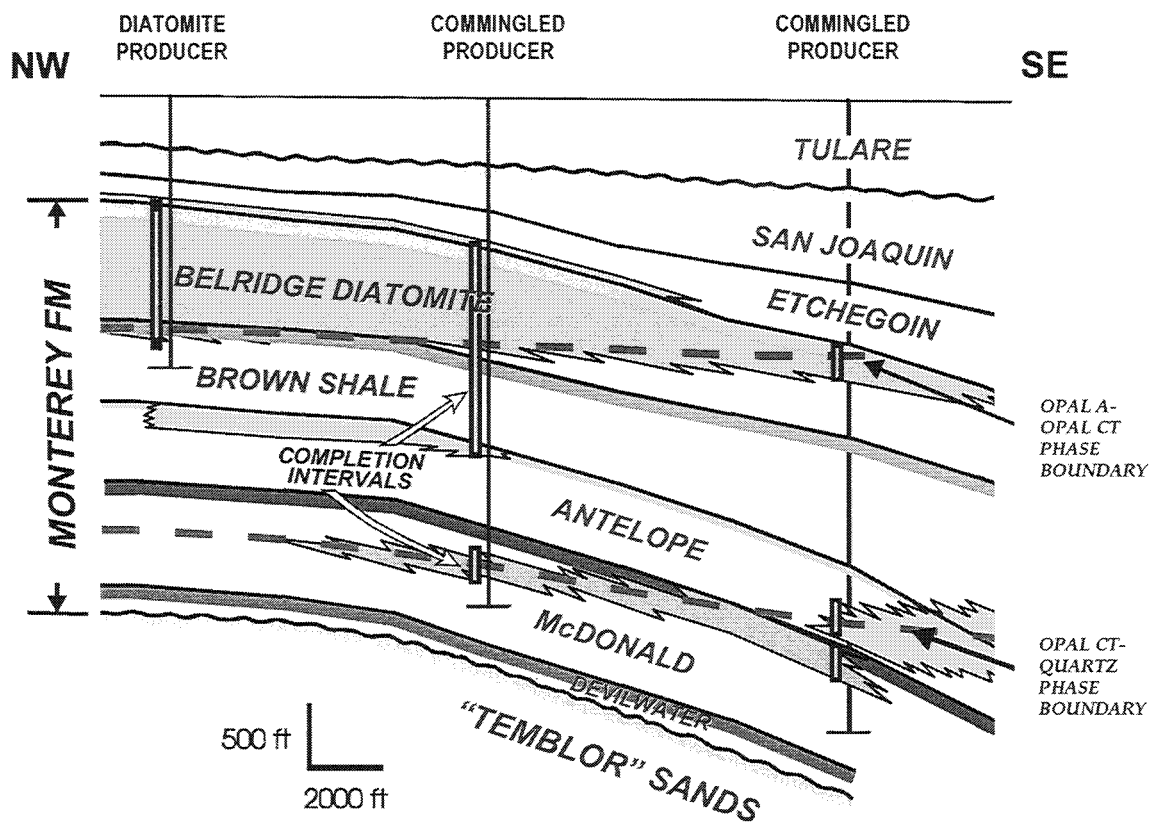 DIATOMITE
PRODUCER
COMMINGLED
PRODUCER
COMMINGLED
PRODUCER
NW
SE
TULARE
SAN JOAQUIN
ETCHEGOIN
BELRIDGE DIATOMITE
BROWN SHALE
MONTEREY FM
COMPLETION
INTERVALS
ANTELOPE
McDONALD
DEVILWATER
"TEMBLOR" SANDS
OPAL A-
OPAL CT
PHASE
BOUNDARY
OPAL CT-
QUARTZ
PHASE
BOUNDARY
500 ft
2000 ft